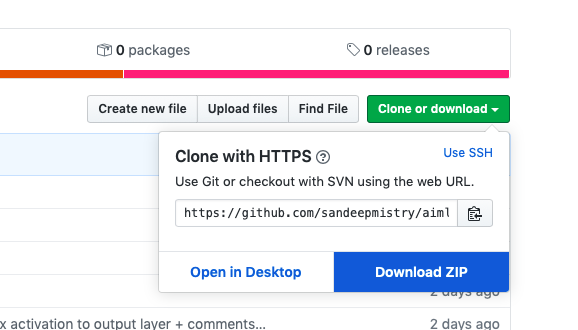 0 packages
0 releases
Create new file
Upload files
Find File
Clone or download
Clone with HTTPS
Use SSH
Use Git or checkout with SVN using the web URL.
https://github.com/sandeepmistry/aiml
Open in Desktop
Download ZIP
2 days ago
x activation to output layer + comments...
2 days ago